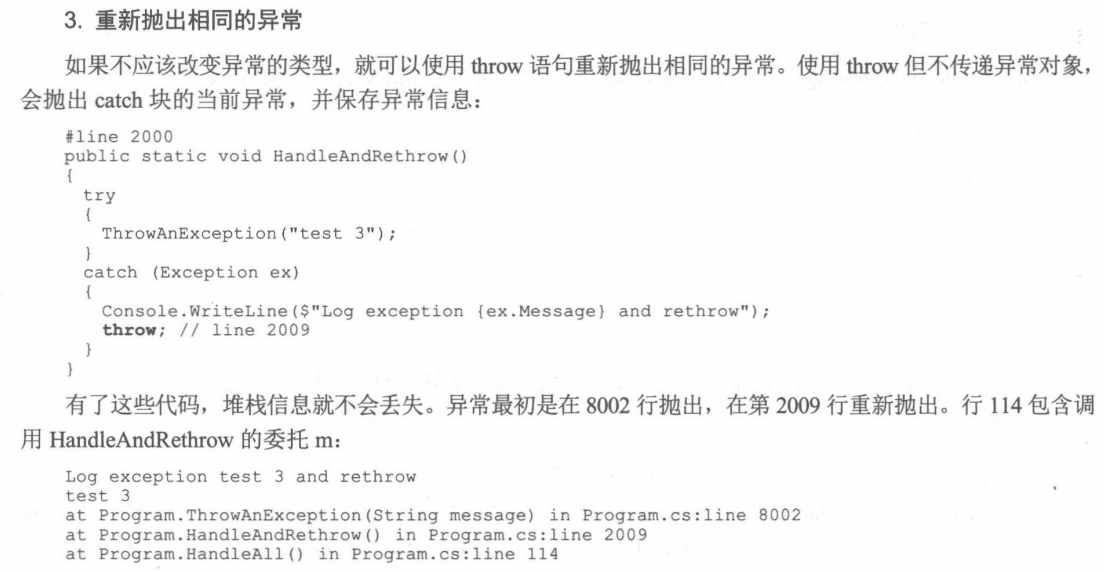 3. 重新抛出相同的异常
如果不应该改变异常的类型，就可以使用 throw 语句重新抛出相同的异常。使用 throw 但不传递异常对象，
会抛出 catch 块的当前异常，并保存异常信息：
#line 2000
public static void HandleAndRethrow()
{
try
{
ThrowAnException("test 3");
}
catch (Exception ex)
{
Console.WriteLine($"Log exception {ex.Message} and rethrow");
throw; // line 2009
}
}
有了这些代码，堆栈信息就不会丢失。异常最初是在 8002 行抛出，在第 2009 行重新抛出。行 114 包含调
用 HandleAndRethrow 的委托 m：
Log exception test 3 and rethrow
test 3
at Program.ThrowAnException(String message) in Program.cs:line 8002
at Program.HandleAndRethrow() in Program.cs:line 2009
at Program.HandleAll() in Program.cs:line 114